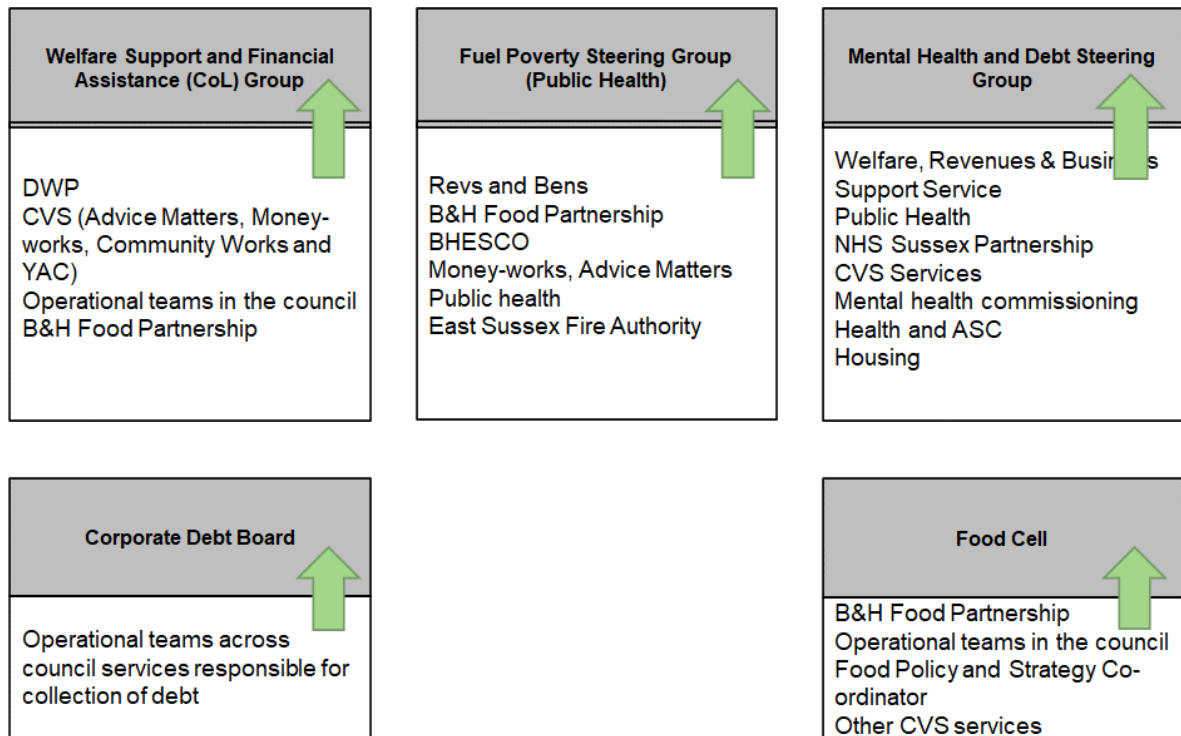 Welfare Support and Financial
Assistance (CoL) Group
DWP
CVS (Advice Matters, Money-
works, Community Works and
YAC)
Operational teams in the council
B&H Food Partnership
Fuel Poverty Steering Group
(Public Health)
Revs and Bens
B&H Food Partnership
BHESCO
Money-works, Advice Matters
Public health
East Sussex Fire Authority
Mental Health and Debt Steering
Group
Welfare, Revenues &
Support Service
Public Health
NHS Sussex Partnership
CVS Services
Mental health commissioning
Health and ASC
Housing
Corporate Debt Board
Operational teams across
council services responsible for
collection of debt
Food Cell
B&H Food Partnership
Operational teams in the council
Food Policy and Strategy Co-
ordinator
Other CVS services